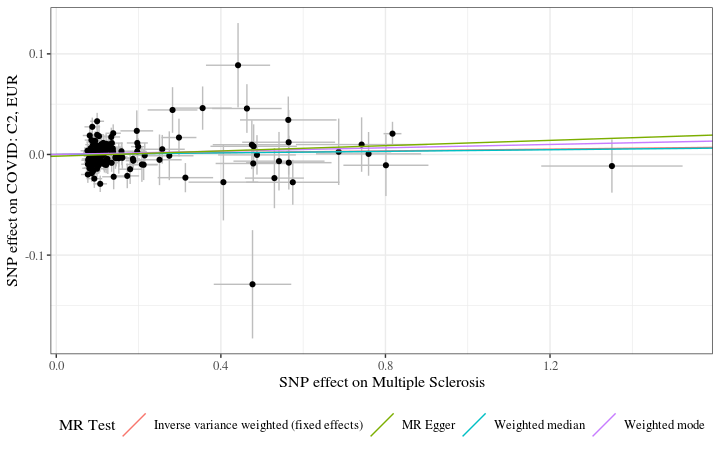 SNP effect on COVID: C2, EUR
0.1
0.0
-0.1
0.0 0.4 0.8 1.2
SNP effect on Multiple Sclerosis
MR Test Inverse variance weighted (fixed effects) MR Egger Weighted median Weighted mode